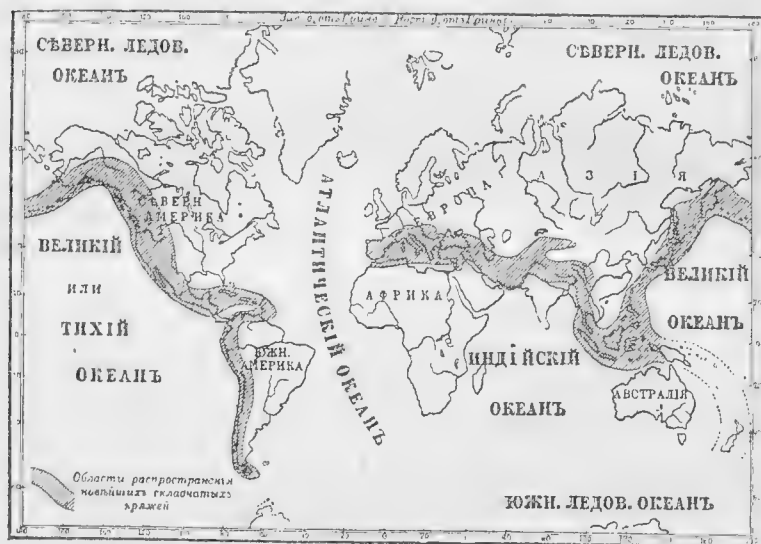 СѢВЕРН. ЛЕДОВ.
ОКЕАНЪ
СѢВЕРН. ЛЕДОВ.
ОКЕАНЪ
СѢВЕРН.
АМЕРИКА
ЕВРОПА
АЗІЯ
АТЛАНТИЧЕСКІЙ ОКЕАНЪ
ВЕЛИКІЙ
ИЛИ
ТИХІЙ
ОКЕАНЪ
АФРИКА
ВЕЛИКІЙ
ОКЕАНЪ
ЮЖН.
АМЕРИКА
ИНДІЙСКІЙ
ОКЕАНЪ
АВСТРАЛІЯ
Области распространенія
новѣйшихъ складчатыхъ
кряжей
ЮЖН. ЛЕДОВ. ОКЕАНЪ